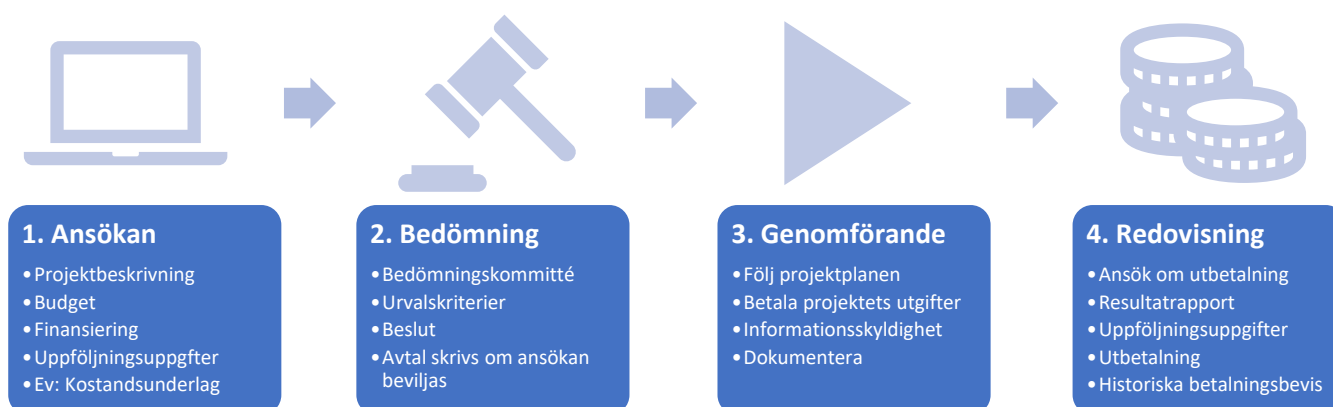 1. Ansökan
•Projektbeskrivning
•Budget
•Finansiering
•Uppföljningsuppgfter
•Ev: Kostandsunderlag
2. Bedömning
•Bedömningskommitté
•Urvalskriterier
•Beslut
•Avtal skrivs om ansökan
beviljas
3. Genomförande
•Följ projektplanen
•Betala projektets utgifter
•Informationsskyldighet
•Dokumentera
4. Redovisning
•Ansök om utbetalning
•Resultatrapport
•Uppföljningsuppgifter
•Utbetalning
•Historiska betalningsbevis